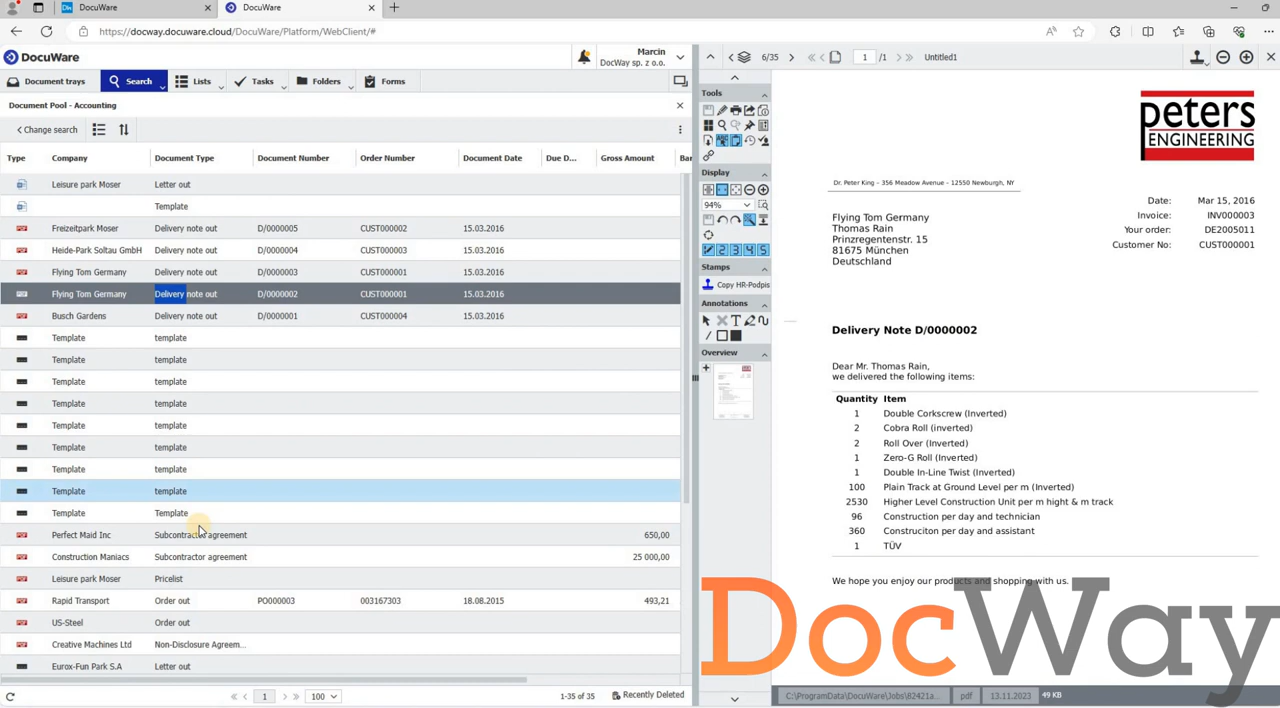 DocuWare
DocuWare
https://docway.docuware.cloud/DocuWare/Platform/WebClient/#
DocuWare
Marcin
DocWay sp. z o.o.
Document trays
Search
Lists
Tasks
Folders
Forms
Document Pool - Accounting
Change search
Type Company Document Type Document Number Order Number Document Date Due D... Gross Amount Bar
Leisure park Moser Letter out
Template
Freizeitpark Moser Delivery note out D/0000005 CUST000002 15.03.2016
Heide-Park Soltau GmbH Delivery note out D/0000004 CUST000003 15.03.2016
Flying Tom Germany Delivery note out D/0000003 CUST000001 15.03.2016
Flying Tom Germany Delivery note out D/0000002 CUST000001 15.03.2016
Busch Gardens Delivery note out D/0000001 CUST000004 15.03.2016
Template template
Template template
Template template
Template template
Template template
Template template
Template template
Template template
Template Template
Perfect Maid Inc Subcontractor agreement 650,00
Construction Maniacs Subcontractor agreement 25 000,00
Leisure park Moser Pricelist
Rapid Transport Order out PO000003 003167303 18.08.2015 493,21
US-Steel Order out
Creative Machines Ltd Non-Disclosure Agreem...
Eurox-Fun Park S.A Letter out
1
100
1-35 of 35
Recently Deleted
6/35
1 /1
Untitled1
Tools
Display
94%
2 3 4 5
Stamps
Copy HR-Podpis
Annotations
Overview
peters
ENGINEERING
Dr. Peter King – 356 Meadow Avenue – 12550 Newburgh, NY
Date: Mar 15, 2016
Invoice: INV000003
Your order: DE2005011
Customer No: CUST000001
Flying Tom Germany
Thomas Rain
Prinzregentenstr. 15
81675 München
Deutschland
Delivery Note D/0000002
Dear Mr. Thomas Rain,
we delivered the following items:
Quantity Item
1 Double Corkscrew (Inverted)
2 Cobra Roll (inverted)
2 Roll Over (Inverted)
1 Zero-G Roll (Inverted)
1 Double In-Line Twist (Inverted)
100 Plain Track at Ground Level per m (Inverted)
2530 Higher Level Construction Unit per m hight & m track
96 Construction per day and technician
360 Construciton per day and assistant
1 TÜV
We hope you enjoy our products and shopping with us.
DocWay
C:\ProgramData\DocuWare\Jobs\82421a...
pdf
13.11.2023
49 KB